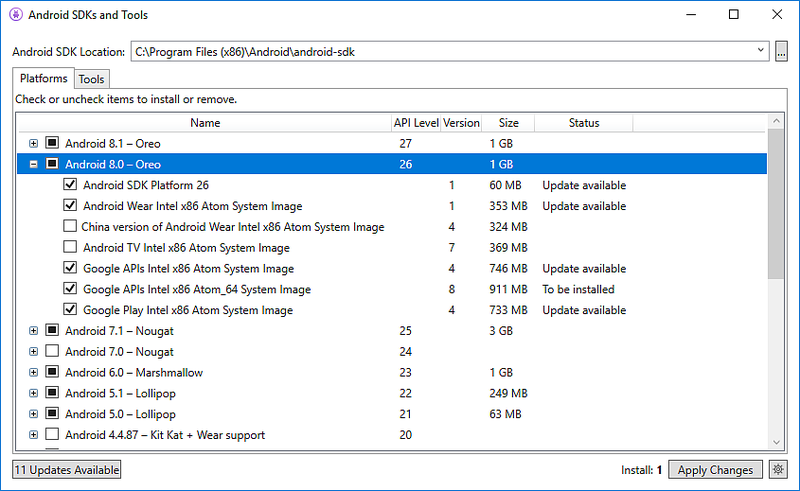 Android SDKs and Tools
Android SDK Location: C:\Program Files (x86)\Android\android-sdk ...
Platforms Tools
Check or uncheck items to install or remove.
Name API Level Version Size Status
Android 8.1 – Oreo 27 1 GB
Android 8.0 – Oreo 26 1 GB
Android SDK Platform 26 1 60 MB Update available
Android Wear Intel x86 Atom System Image 1 353 MB Update available
China version of Android Wear Intel x86 Atom System Image 4 324 MB
Android TV Intel x86 Atom System Image 7 369 MB
Google APIs Intel x86 Atom System Image 4 746 MB Update available
Google APIs Intel x86 Atom_64 System Image 8 911 MB To be installed
Google Play Intel x86 Atom System Image 4 733 MB Update available
Android 7.1 – Nougat 25 3 GB
Android 7.0 – Nougat 24
Android 6.0 – Marshmallow 23 1 GB
Android 5.1 – Lollipop 22 249 MB
Android 5.0 – Lollipop 21 63 MB
Android 4.4.87 – Kit Kat + Wear support 20
11 Updates Available Install: 1 Apply Changes